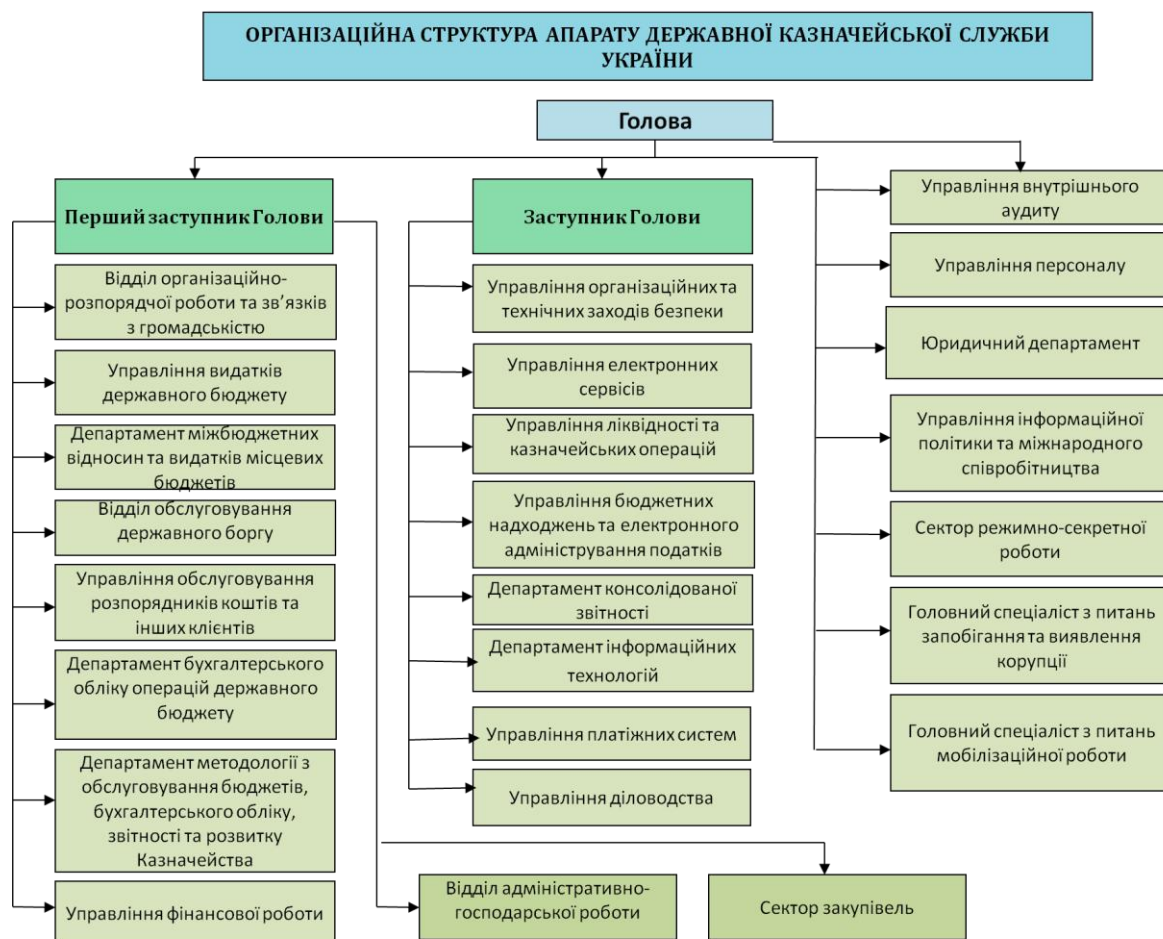 ОРГАНІЗАЦІЙНА СТРУКТУРА АПАРАТУ ДЕРЖАВНОЇ КАЗНАЧЕЙСЬКОЇ СЛУЖБИ
УКРАЇНИ
Голова
Перший заступник Голови
Відділ організаційно-
розпорядчої роботи та зв’язків
з громадськістю
Управління видатків
державного бюджету
Департамент міжбюджетних
відносин та видатків місцевих
бюджетів
Відділ обслуговування
державного боргу
Управління обслуговування
розпорядників коштів та
інших клієнтів
Департамент бухгалтерського
обліку операцій державного
бюджету
Департамент методології з
обслуговування бюджетів,
бухгалтерського обліку,
звітності та розвитку
Казначейства
Управління фінансової роботи
Відділ адміністративно-
господарської роботи
Сектор закупівель
Заступник Голови
Управління організаційних та
технічних заходів безпеки
Управління електронних
сервісів
Управління ліквідності та
казначейських операцій
Управління бюджетних
надходжень та електронного
адміністрування податків
Департамент консолідованої
звітності
Департамент інформаційних
технологій
Управління платіжних систем
Управління діловодства
Управління внутрішнього
аудиту
Управління персоналу
Юридичний департамент
Управління інформаційної
політики та міжнародного
співробітництва
Сектор режимно-секретної
роботи
Головний спеціаліст з питань
запобігання та виявлення
корупції
Головний спеціаліст з питань
мобілізаційної роботи